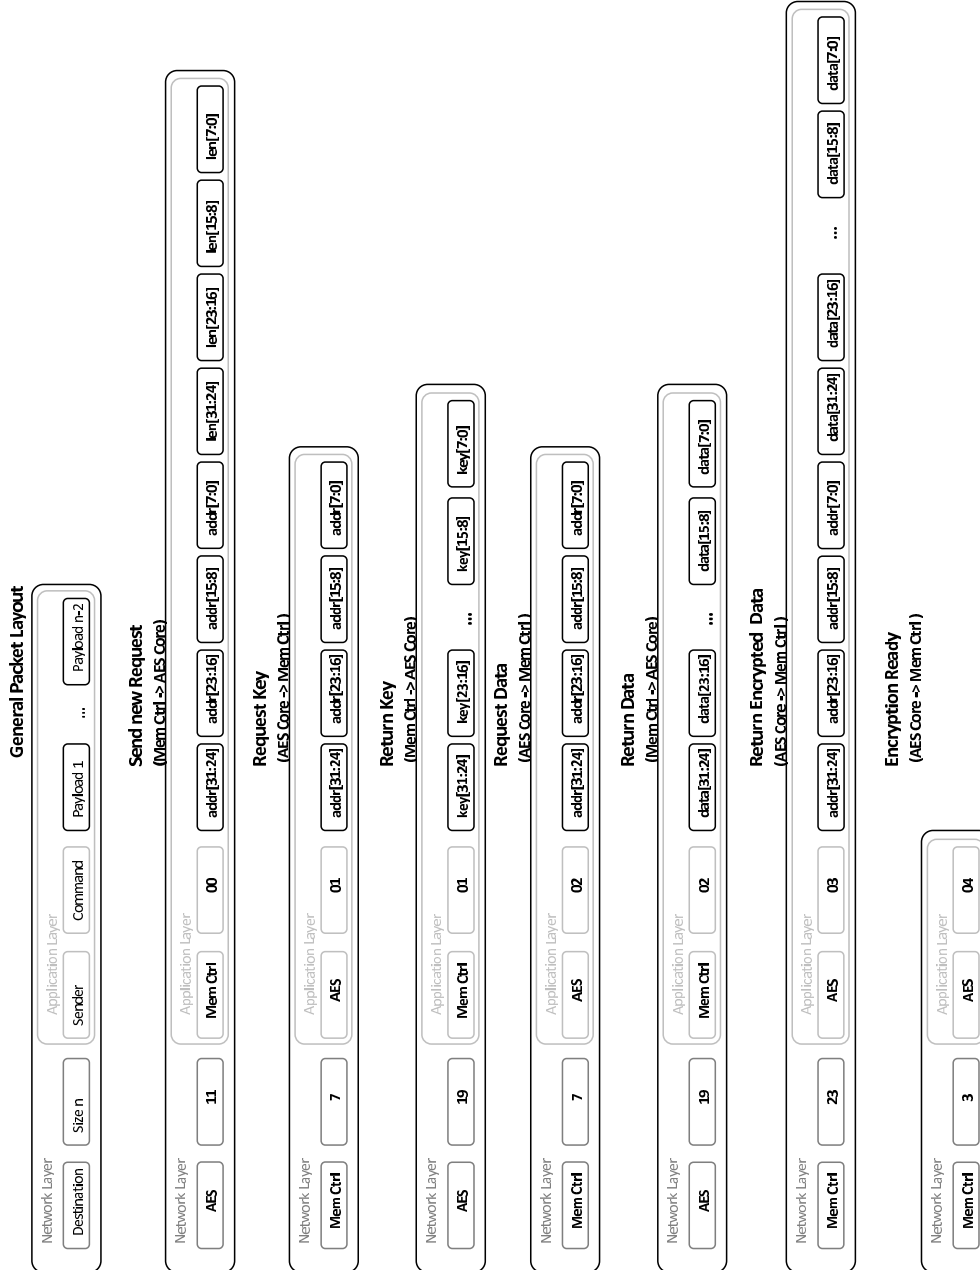 General Packet Layout
Network Layer
Application Layer
Destination Size n Sender Command Payload 1 ... Payload n-2
Send new Request
(Mem Ctrl -> AES Core)
Network Layer
Application Layer
AES 11 Mem Ctrl 00 addr[31:24] addr[23:16] addr[15:8] addr[7:0] len[31:24] len[23:16] len[15:8] len[7:0]
Request Key
(AES Core -> Mem Ctrl )
Network Layer
Application Layer
Mem Ctrl 7 AES 01 addr[31:24] addr[23:16] addr[15:8] addr[7:0]
Return Key
(Mem Ctrl -> AES Core)
Network Layer
Application Layer
AES 19 Mem Ctrl 01 key[31:24] key[23:16] ... key[15:8] key[7:0]
Request Data
(AES Core -> Mem Ctrl )
Network Layer
Application Layer
Mem Ctrl 7 AES 02 addr[31:24] addr[23:16] addr[15:8] addr[7:0]
Return Data
(Mem Ctrl -> AES Core)
Network Layer
Application Layer
AES 19 Mem Ctrl 02 data[31:24] data[23:16] ... data[15:8] data[7:0]
Return Encrypted Data
(AES Core -> Mem Ctrl )
Network Layer
Application Layer
Mem Ctrl 23 AES 03 addr[31:24] addr[23:16] addr[15:8] addr[7:0] data[31:24] data[23:16] ... data[15:8] data[7:0]
Encryption Ready
(AES Core -> Mem Ctrl )
Network Layer
Application Layer
Mem Ctrl 3 AES 04